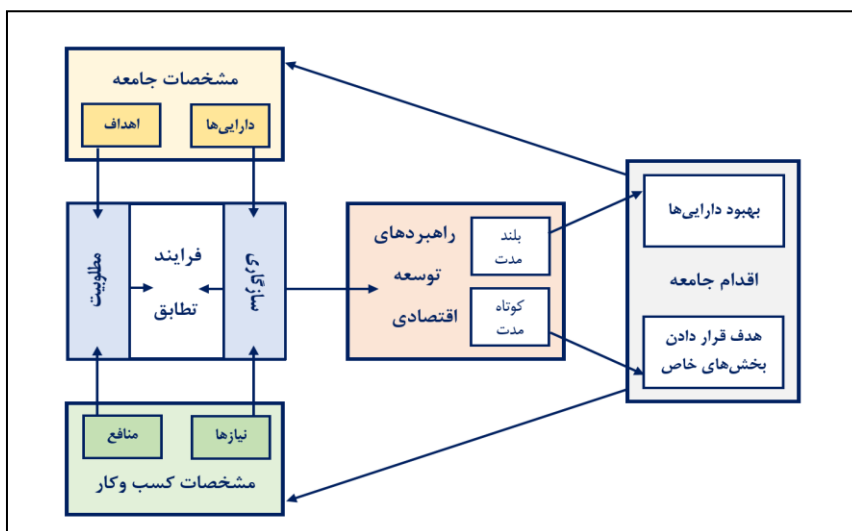 مشخصات جامعه
دارایی‌ها
اهداف
مطلوبیت
فرایند
تطابق
سازگاری
راهبردهای
توسعه
اقتصادی
بلند
مدت
کوتاه
مدت
بهبود دارایی‌ها
اقدام جامعه
هدف قرار دادن
بخش‌های خاص
نیازها
منافع
مشخصات کسب وکار